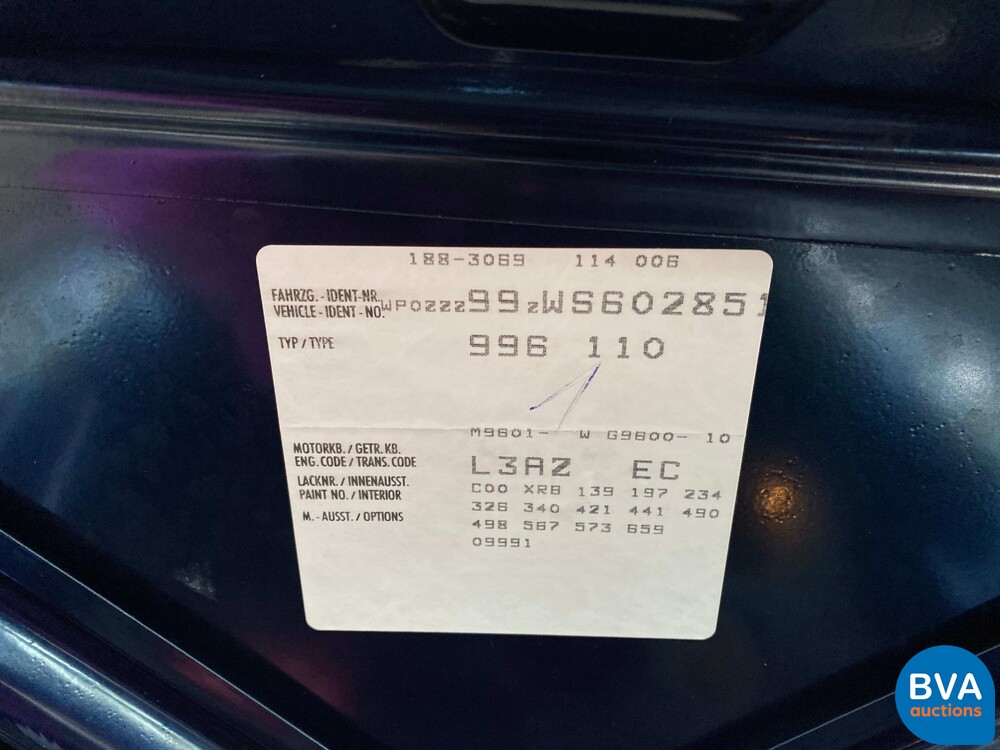 188-3069 114 006
FAHRZG. - IDENT-NR.
VEHICLE - IDENT - NO. WP0ZZZ99ZWS602851
TYP / TYPE 996 110
M9601- W G9600- 10
MOTORKB. / GETR. KB.
ENG. CODE / TRANS. CODE
L3AZ EC
LACKNR. / INNENAUSST.
PAINT NO. / INTERIOR
C00 XRB 139 197 234
326 340 421 441 490
M. - AUSST. / OPTIONS
498 567 573 659
09991
BVA
auctions